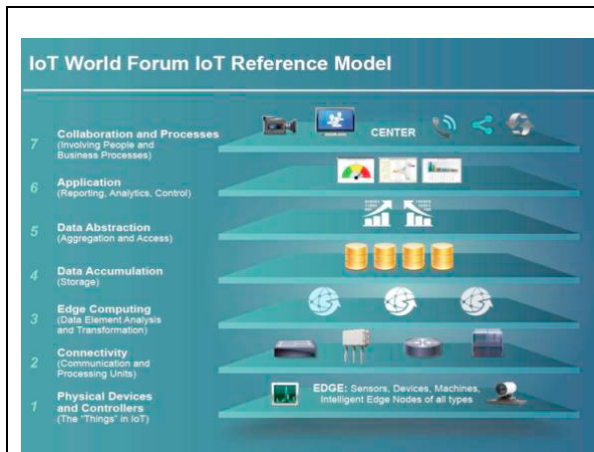 IoT World Forum IoT Reference Model
7
Collaboration and Processes
(Involving People and
Business Processes)
CENTER
6
Application
(Reporting, Analytics, Control)
5
Data Abstraction
(Aggregation and Access)
4
Data Accumulation
(Storage)
3
Edge Computing
(Data Element Analysis
and Transformation)
2
Connectivity
(Communication and
Processing Units)
1
Physical Devices
and Controllers
(The "Things" in IoT)
EDGE: Sensors, Devices, Machines,
Intelligent Edge Nodes of all types